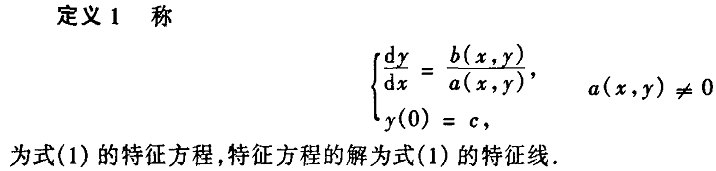 定义 1　称
{ dy/dx = b(x,y)/a(x,y),　a(x,y) ≠ 0
y(0) = c,
为式(1) 的特征方程,特征方程的解为式(1) 的特征线.